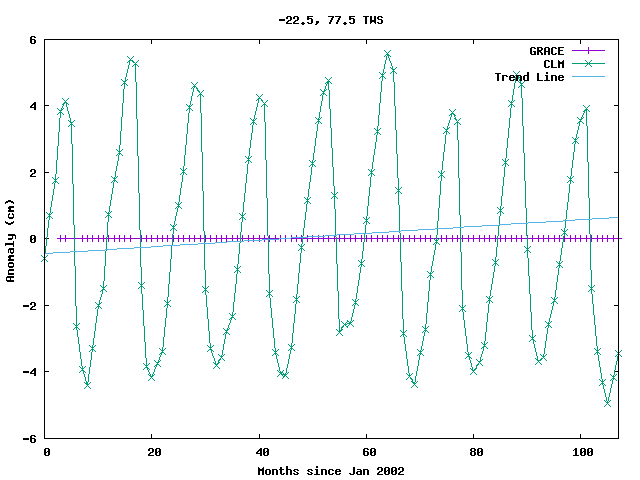 -22.5, 77.5 TWS
GRACE
CLM
Trend Line
6
4
2
0
-2
-4
-6
Anomaly (cm)
0 20 40 60 80 100
Months since Jan 2002